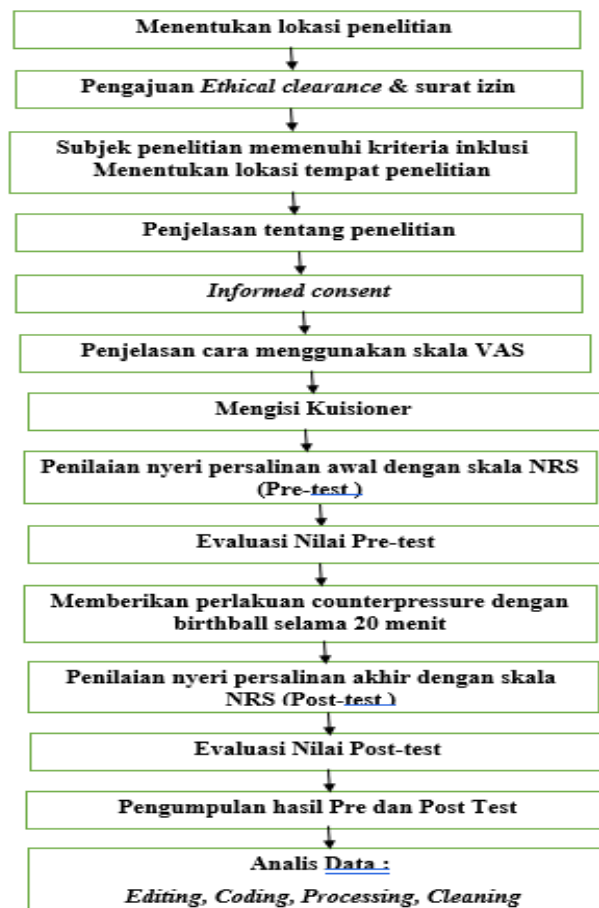 Menentukan lokasi penelitian
Pengajuan Ethical clearance & surat izin
Subjek penelitian memenuhi kriteria inklusi
Menentukan lokasi tempat penelitian
Penjelasan tentang penelitian
Informed consent
Penjelasan cara menggunakan skala VAS
Mengisi Kuisioner
Penilaian nyeri persalinan awal dengan skala NRS
(Pre-test )
Evaluasi Nilai Pre-test
Memberikan perlakuan counterpressure dengan
birthball selama 20 menit
Penilaian nyeri persalinan akhir dengan skala
NRS (Post-test )
Evaluasi Nilai Post-test
Pengumpulan hasil Pre dan Post Test
Analis Data :
Editing, Coding, Processing, Cleaning